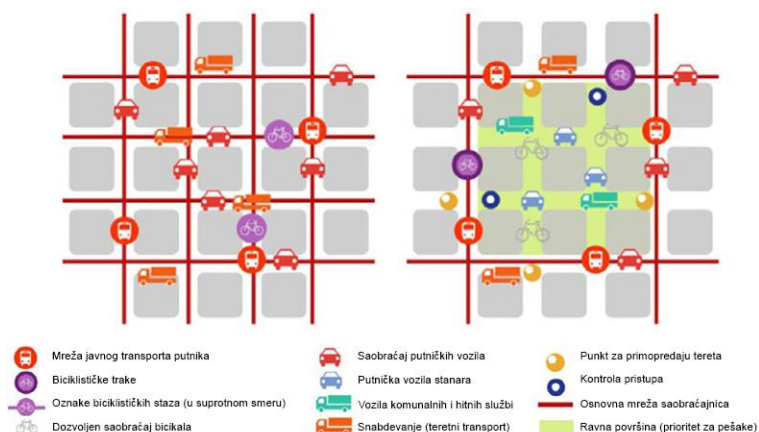 Mreža javnog transporta putnika
Biciklističke trake
Oznake biciklističkih staza (u suprotnom smeru)
Dozvoljen saobraćaj bicikala
Saobraćaj putničkih vozila
Putnička vozila stanara
Vozila komunalnih i hitnih službi
Snabdevanje (teretni transport)
Punkt za primopredaju tereta
Kontrola pristupa
Osnovna mreža saobraćajnica
Ravna površina (prioritet za pešake)